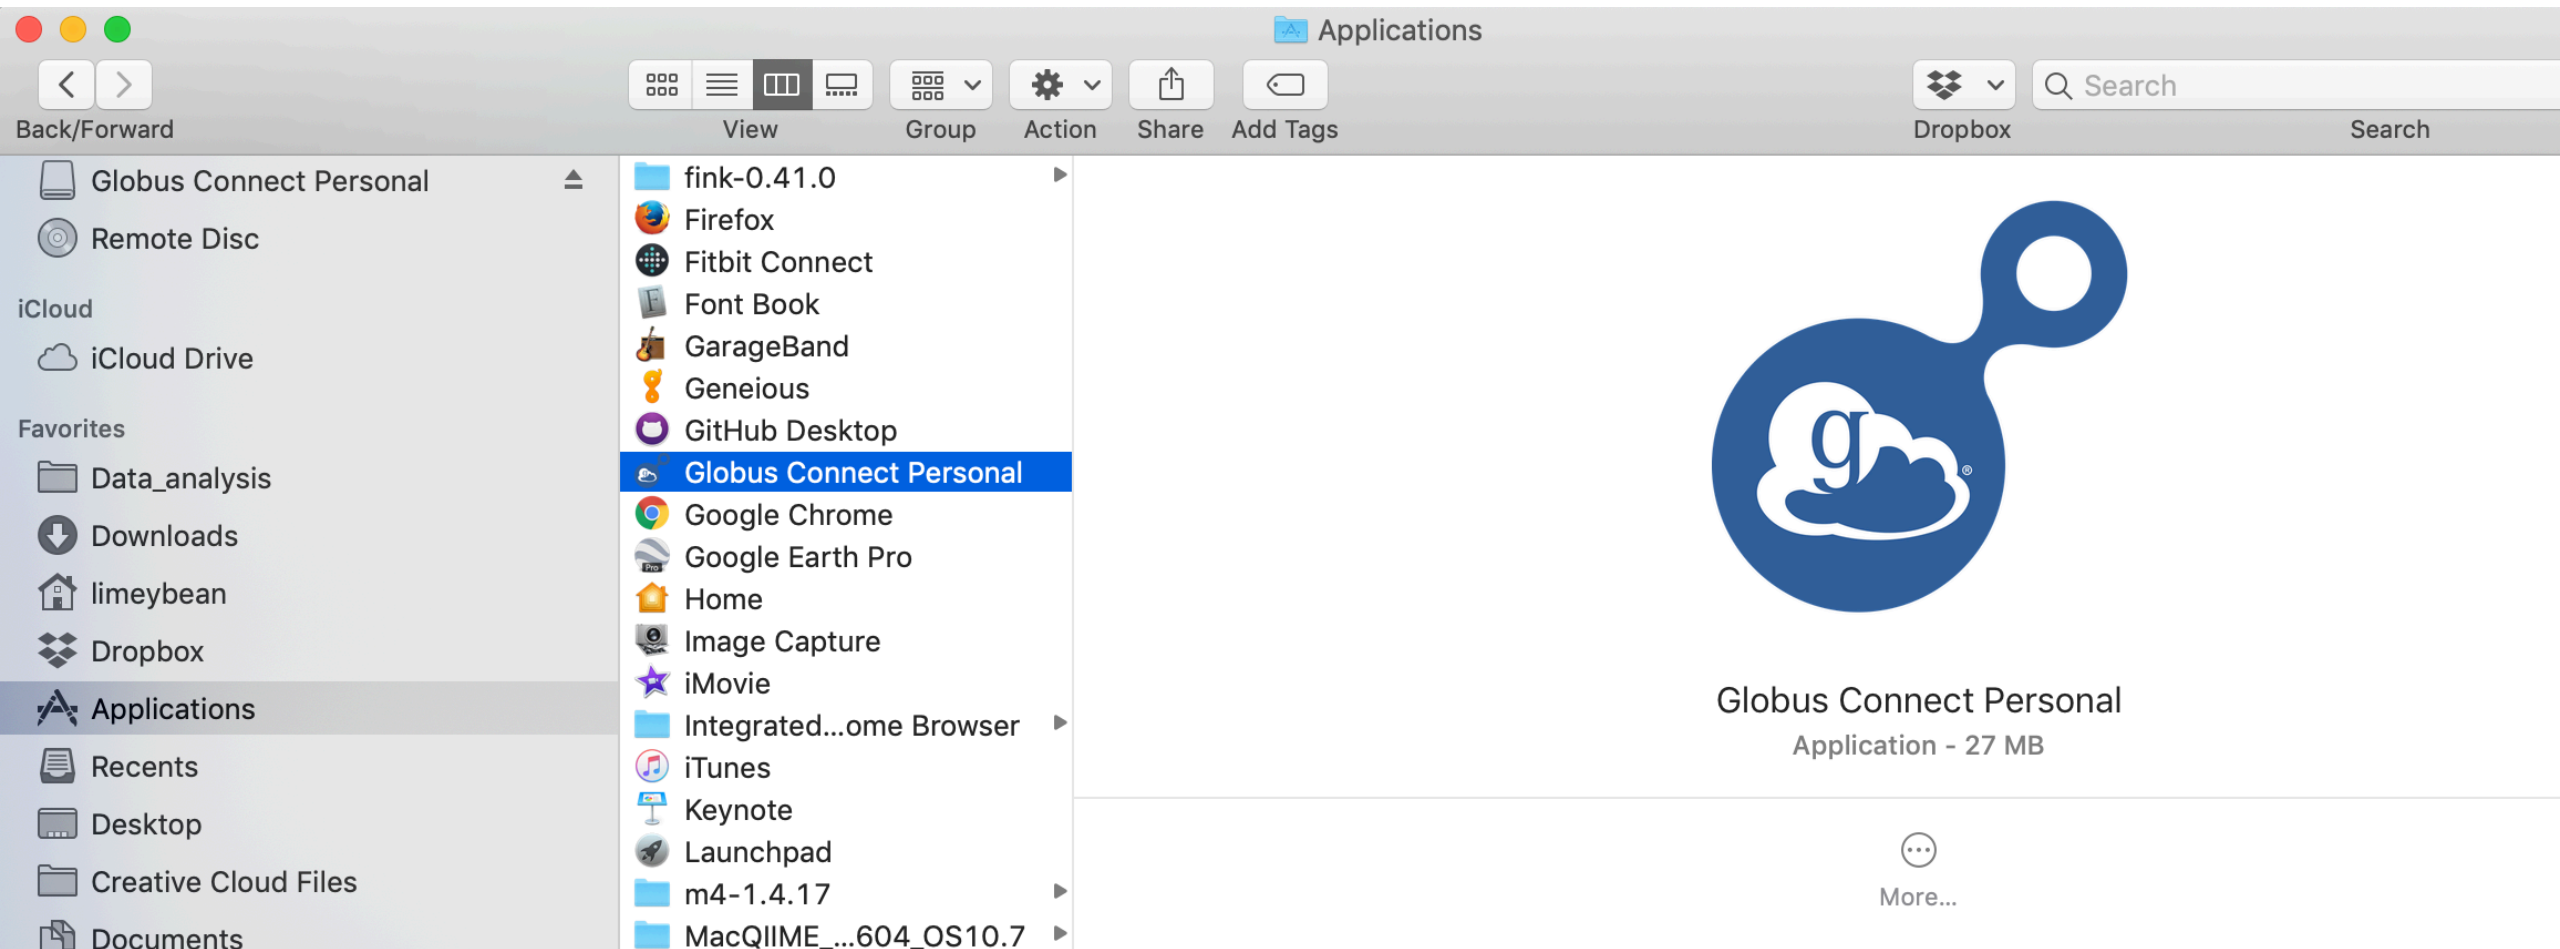 Applications
Search
Back/Forward
View
Group
Action
Share
Add Tags
Dropbox
Search
Globus Connect Personal
Remote Disc
iCloud
iCloud Drive
Favorites
Data_analysis
Downloads
limeybean
Dropbox
Applications
Recents
Desktop
Creative Cloud Files
Documents
fink-0.41.0
Firefox
Fitbit Connect
Font Book
GarageBand
Geneious
GitHub Desktop
Globus Connect Personal
Google Chrome
Google Earth Pro
Home
Image Capture
iMovie
Integrated...ome Browser
iTunes
Keynote
Launchpad
m4-1.4.17
MacQIIME_...604_OS10.7
g
®
Globus Connect Personal
Application - 27 MB
More...